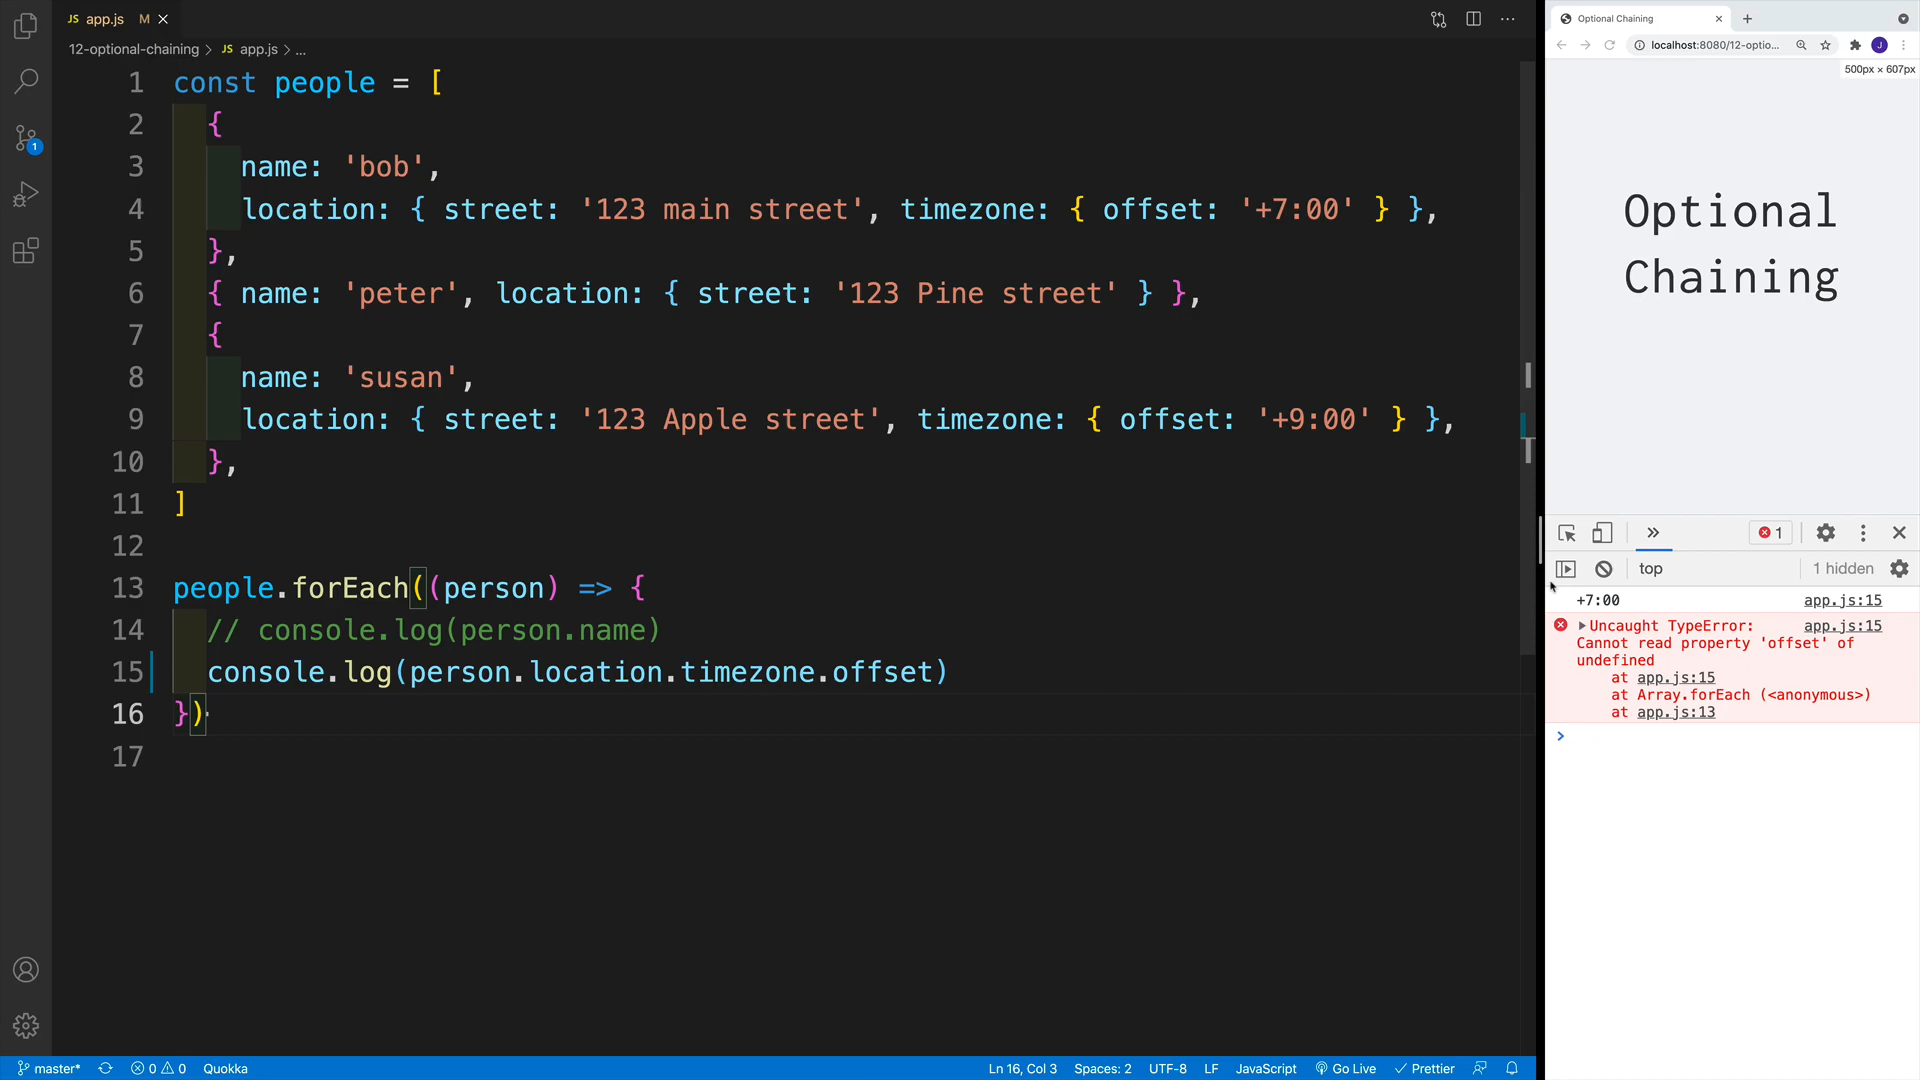 JS app.js M
12-optional-chaining > JS app.js > ...
1 const people = [
2 {
3 name: 'bob',
4 location: { street: '123 main street', timezone: { offset: '+7:00' } },
5 },
6 { name: 'peter', location: { street: '123 Pine street' } },
7 {
8 name: 'susan',
9 location: { street: '123 Apple street', timezone: { offset: '+9:00' } },
10 },
11 ]
12
13 people.forEach((person) => {
14 // console.log(person.name)
15 console.log(person.location.timezone.offset)
16 })
17
1
master* 0 0 Quokka
Ln 16, Col 3 Spaces: 2 UTF-8 LF JavaScript Go Live Prettier
Optional Chaining
localhost:8080/12-optio... J
500px × 607px
Optional
Chaining
1
top 1 hidden
+7:00 app.js:15
Uncaught TypeError: app.js:15
Cannot read property 'offset' of
undefined
at app.js:15
at Array.forEach (<anonymous>)
at app.js:13